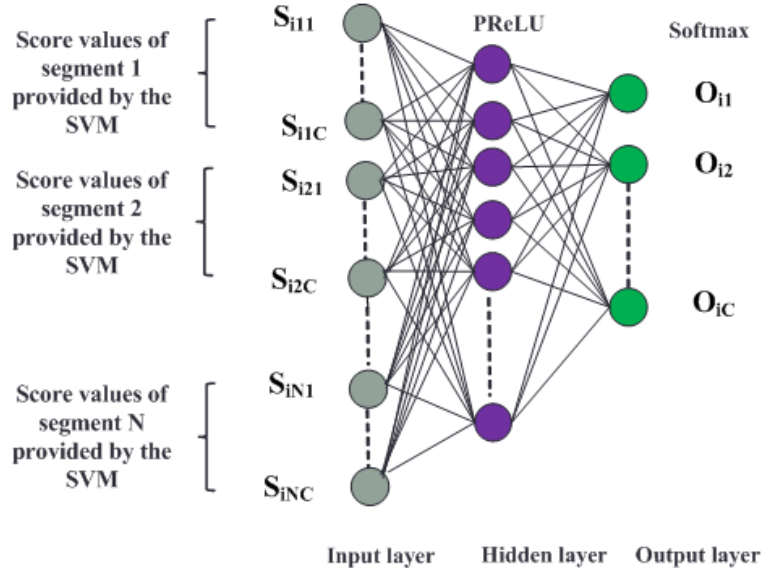 Score values of
segment 1
provided by the
SVM
Score values of
segment 2
provided by the
SVM
Score values of
segment N
provided by the
SVM
Si11
Si1C
Si21
Si2C
SiN1
SiNC
PReLU
Softmax
Oi1
Oi2
OiC
Input layer
Hidden layer
Output layer